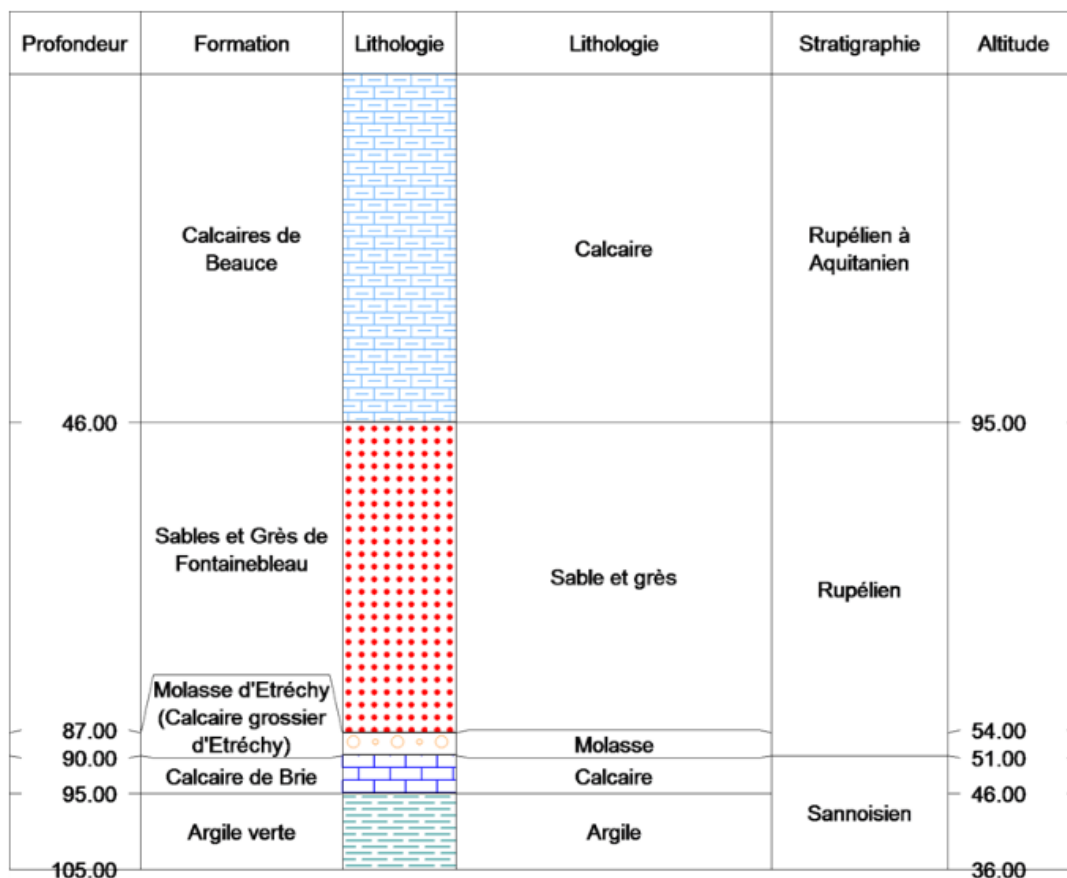 Profondeur Formation Lithologie Lithologie Stratigraphie Altitude
Calcaires de
Beauce
Calcaire
Rupélien à
Aquitanien
46.00 95.00
Sables et Grès de
Fontainebleau
Sable et grès
Rupélien
Molasse d'Etréchy
(Calcaire grossier
d'Etréchy)
87.00 54.00
Molasse
90.00 51.00
Calcaire de Brie Calcaire
95.00 46.00
Sannoisien
Argile verte Argile
105.00 36.00